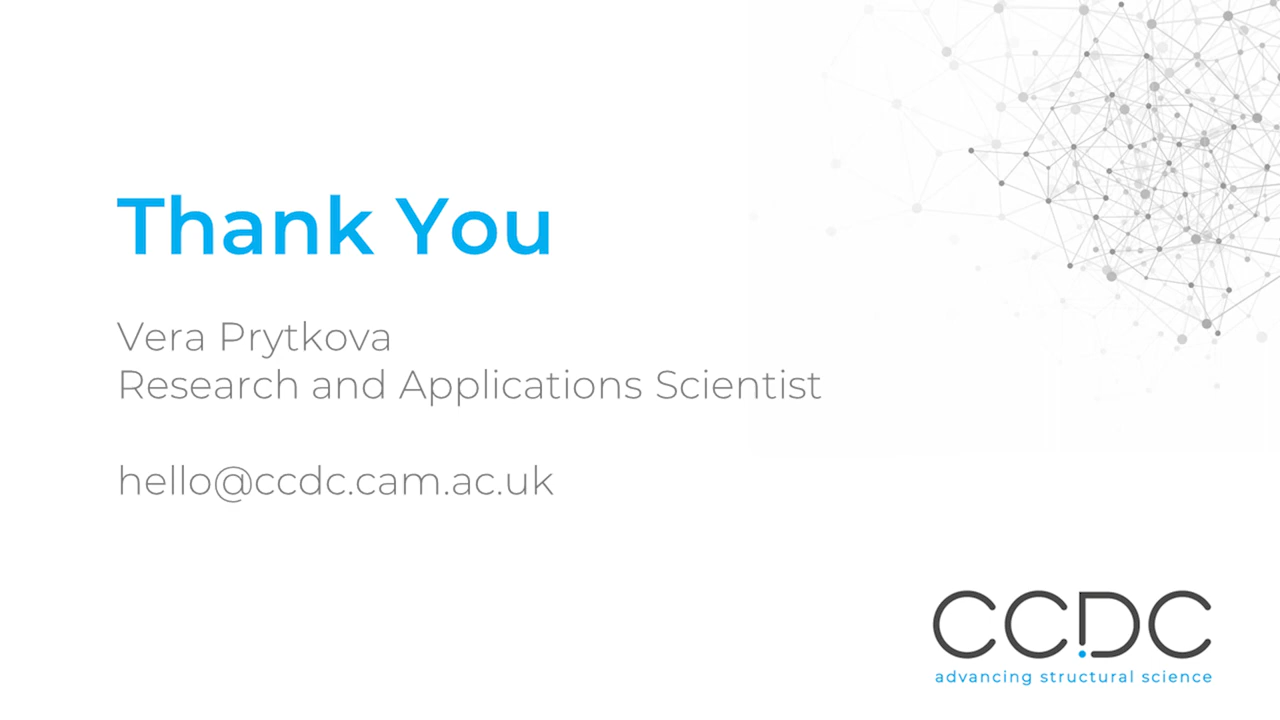 Thank You
Vera Prytkova
Research and Applications Scientist
hello@ccdc.cam.ac.uk
CCDC
advancing structural science